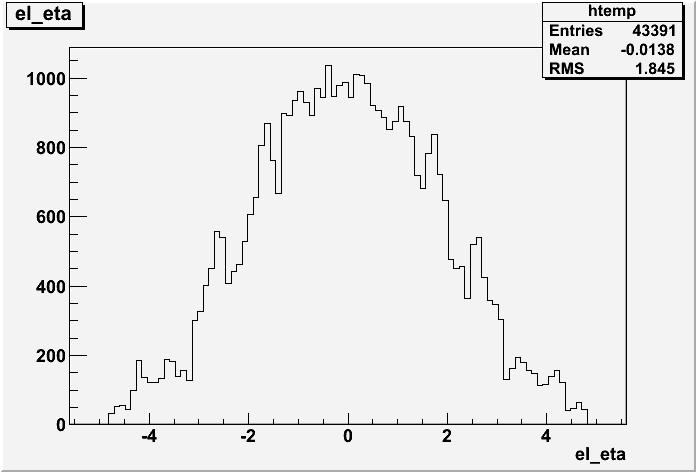 el_eta
htemp
Entries 43391
Mean -0.0138
RMS 1.845
1000
800
600
400
200
0
-4 -2 0 2 4
el_eta